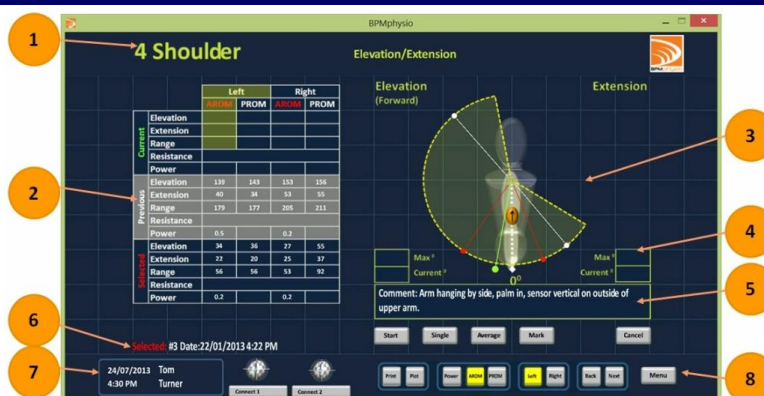 BPMphysio
1
4 Shoulder
Elevation/Extension
Left Right
AROM PROM AROM PROM
Current
Elevation
Extension
Range
Resistance
Power
Previous
Elevation 139 143 153 156
Extension 40 34 53 55
Range 179 177 205 211
Resistance
Power 0.5 0.2
Selected
Elevation 34 36 27 55
Extension 22 20 25 37
Range 56 56 53 92
Resistance
Power 0.2 0.2
2
Elevation
(Forward)
Extension
3
Max °
Current °
0°
Max °
Current °
4
Comment: Arm hanging by side, palm in, sensor vertical on outside of
upper arm.
5
Start Single Average Mark Cancel
6
Selected: #3 Date:22/01/2013 4:22 PM
7
24/07/2013 Tom
4:30 PM Turner
Connect 1 Connect 2
Print Plot Power AROM PROM Left Right Back Next Menu
8